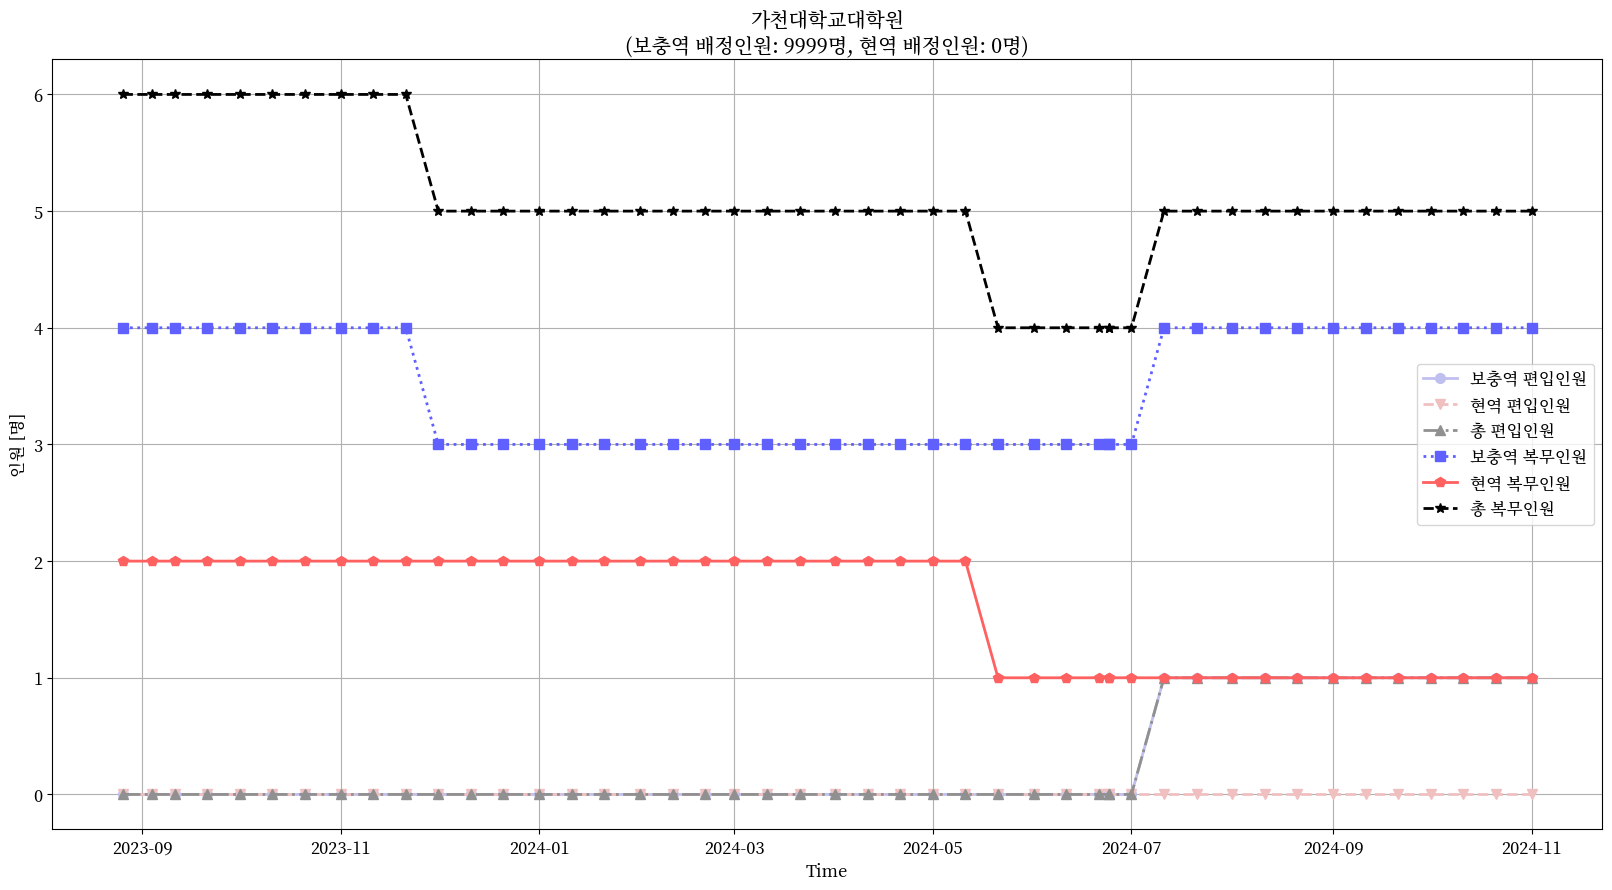 가천대학교대학원
(보충역 배정인원: 9999명, 현역 배정인원: 0명)
6
5
4
3
2
1
0
인원 [명]
보충역 편입인원
현역 편입인원
총 편입인원
보충역 복무인원
현역 복무인원
총 복무인원
2023-09
2023-11
2024-01
2024-03
2024-05
2024-07
2024-09
2024-11
Time